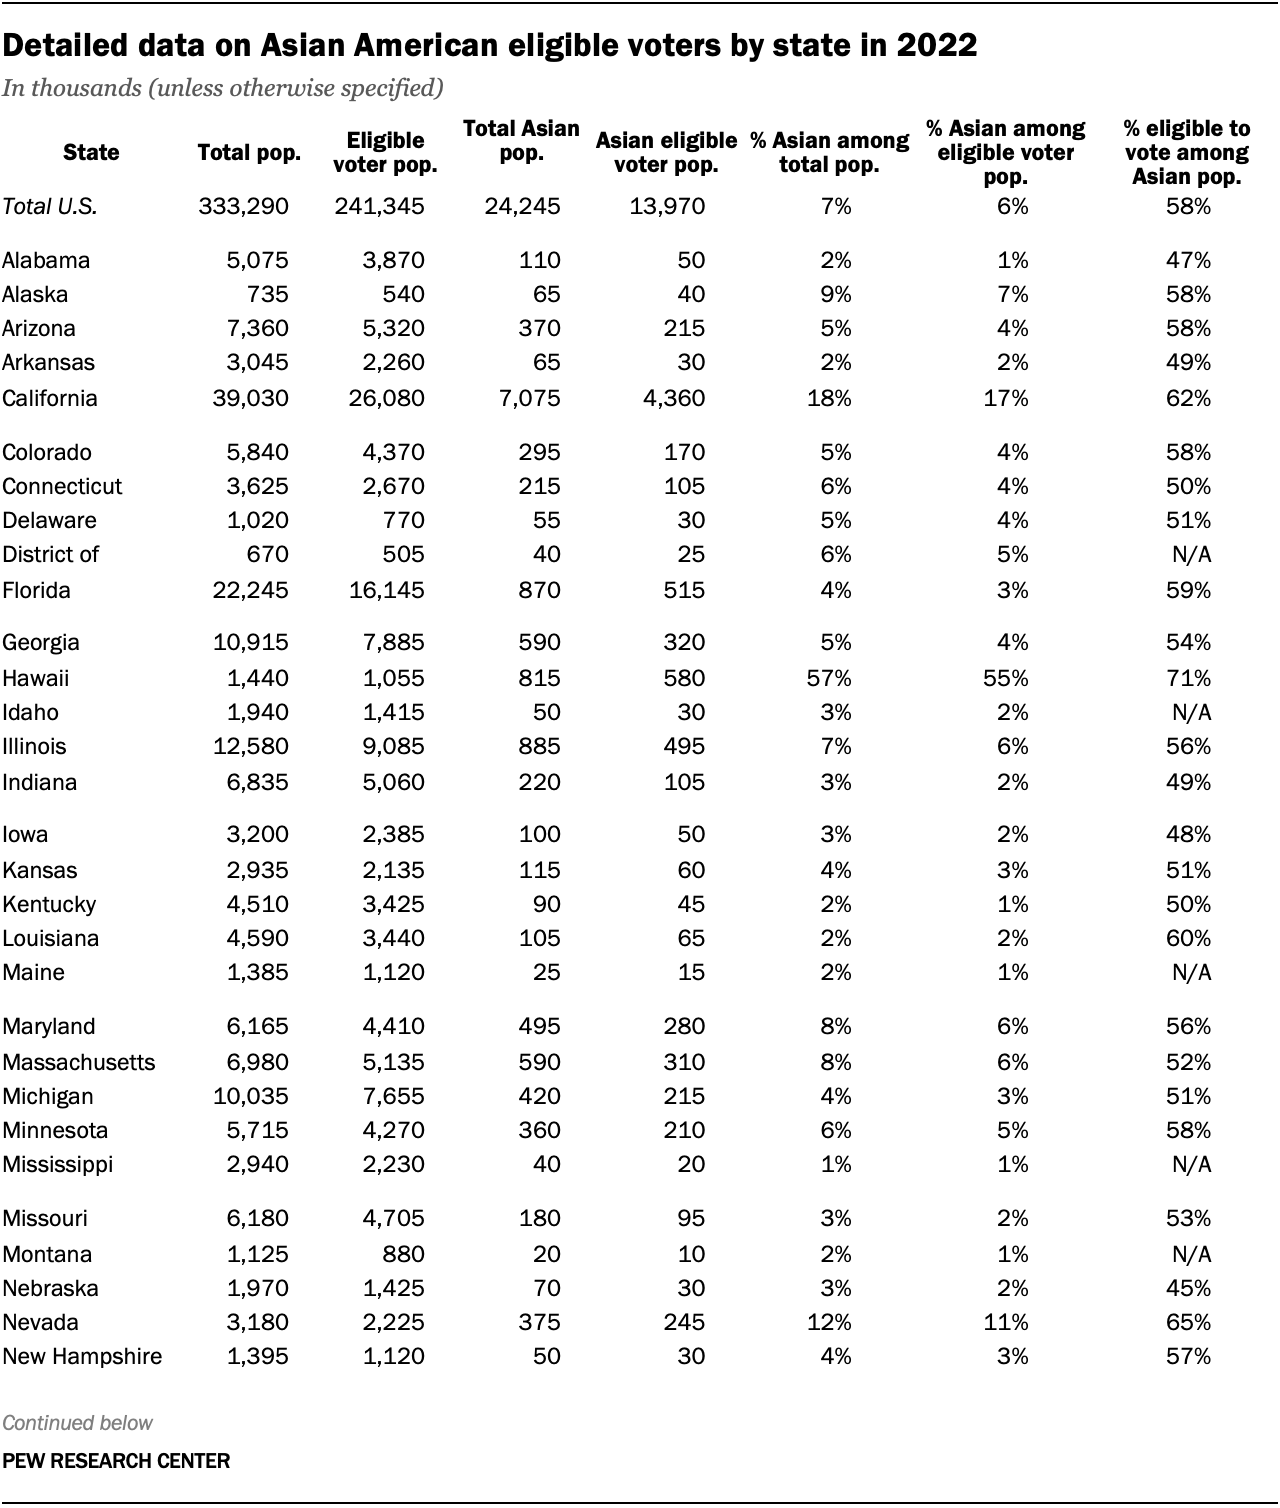 Detailed data on Asian American eligible voters by state in 2022
In thousands (unless otherwise specified)
State Total pop. Eligible voter pop. Total Asian pop. Asian eligible voter pop. % Asian among total pop. % Asian among eligible voter pop. % eligible to vote among Asian pop.
Total U.S. 333,290 241,345 24,245 13,970 7% 6% 58%
Alabama 5,075 3,870 110 50 2% 1% 47%
Alaska 735 540 65 40 9% 7% 58%
Arizona 7,360 5,320 370 215 5% 4% 58%
Arkansas 3,045 2,260 65 30 2% 2% 49%
California 39,030 26,080 7,075 4,360 18% 17% 62%
Colorado 5,840 4,370 295 170 5% 4% 58%
Connecticut 3,625 2,670 215 105 6% 4% 50%
Delaware 1,020 770 55 30 5% 4% 51%
District of 670 505 40 25 6% 5% N/A
Florida 22,245 16,145 870 515 4% 3% 59%
Georgia 10,915 7,885 590 320 5% 4% 54%
Hawaii 1,440 1,055 815 580 57% 55% 71%
Idaho 1,940 1,415 50 30 3% 2% N/A
Illinois 12,580 9,085 885 495 7% 6% 56%
Indiana 6,835 5,060 220 105 3% 2% 49%
Iowa 3,200 2,385 100 50 3% 2% 48%
Kansas 2,935 2,135 115 60 4% 3% 51%
Kentucky 4,510 3,425 90 45 2% 1% 50%
Louisiana 4,590 3,440 105 65 2% 2% 60%
Maine 1,385 1,120 25 15 2% 1% N/A
Maryland 6,165 4,410 495 280 8% 6% 56%
Massachusetts 6,980 5,135 590 310 8% 6% 52%
Michigan 10,035 7,655 420 215 4% 3% 51%
Minnesota 5,715 4,270 360 210 6% 5% 58%
Mississippi 2,940 2,230 40 20 1% 1% N/A
Missouri 6,180 4,705 180 95 3% 2% 53%
Montana 1,125 880 20 10 2% 1% N/A
Nebraska 1,970 1,425 70 30 3% 2% 45%
Nevada 3,180 2,225 375 245 12% 11% 65%
New Hampshire 1,395 1,120 50 30 4% 3% 57%
Continued below
PEW RESEARCH CENTER